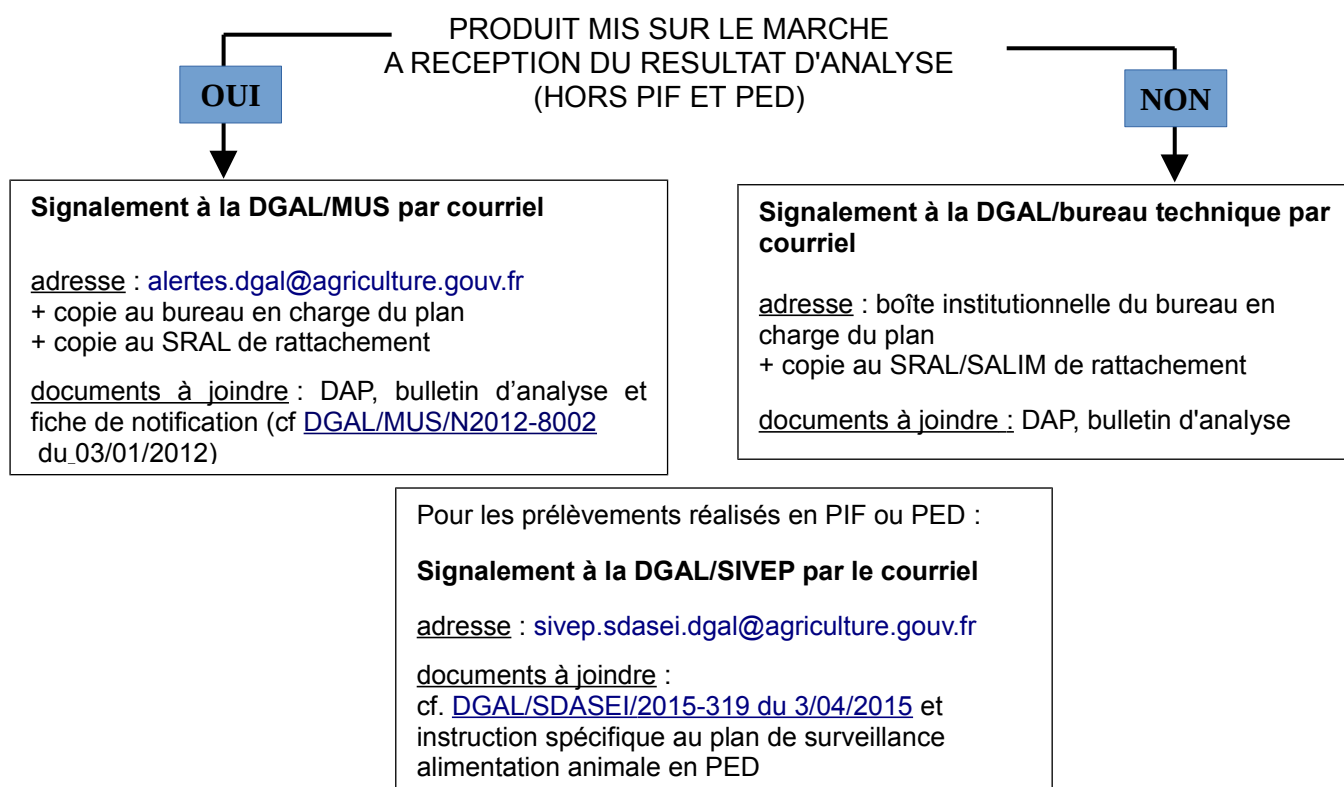 PRODUIT MIS SUR LE MARCHE
A RECEPTION DU RESULTAT D'ANALYSE
(HORS PIF ET PED)
OUI
NON
Signalement à la DGAL/MUS par courriel
adresse : alertes.dgal@agriculture.gouv.fr
+ copie au bureau en charge du plan
+ copie au SRAL de rattachement
documents à joindre : DAP, bulletin d’analyse et
fiche de notification (cf DGAL/MUS/N2012-8002
du 03/01/2012)
Signalement à la DGAL/bureau technique par
courriel
adresse : boîte institutionnelle du bureau en
charge du plan
+ copie au SRAL/SALIM de rattachement
documents à joindre : DAP, bulletin d'analyse
Pour les prélèvements réalisés en PIF ou PED :
Signalement à la DGAL/SIVEP par le courriel
adresse : sivep.sdasei.dgal@agriculture.gouv.fr
documents à joindre :
cf. DGAL/SDASEI/2015-319 du 3/04/2015 et
instruction spécifique au plan de surveillance
alimentation animale en PED